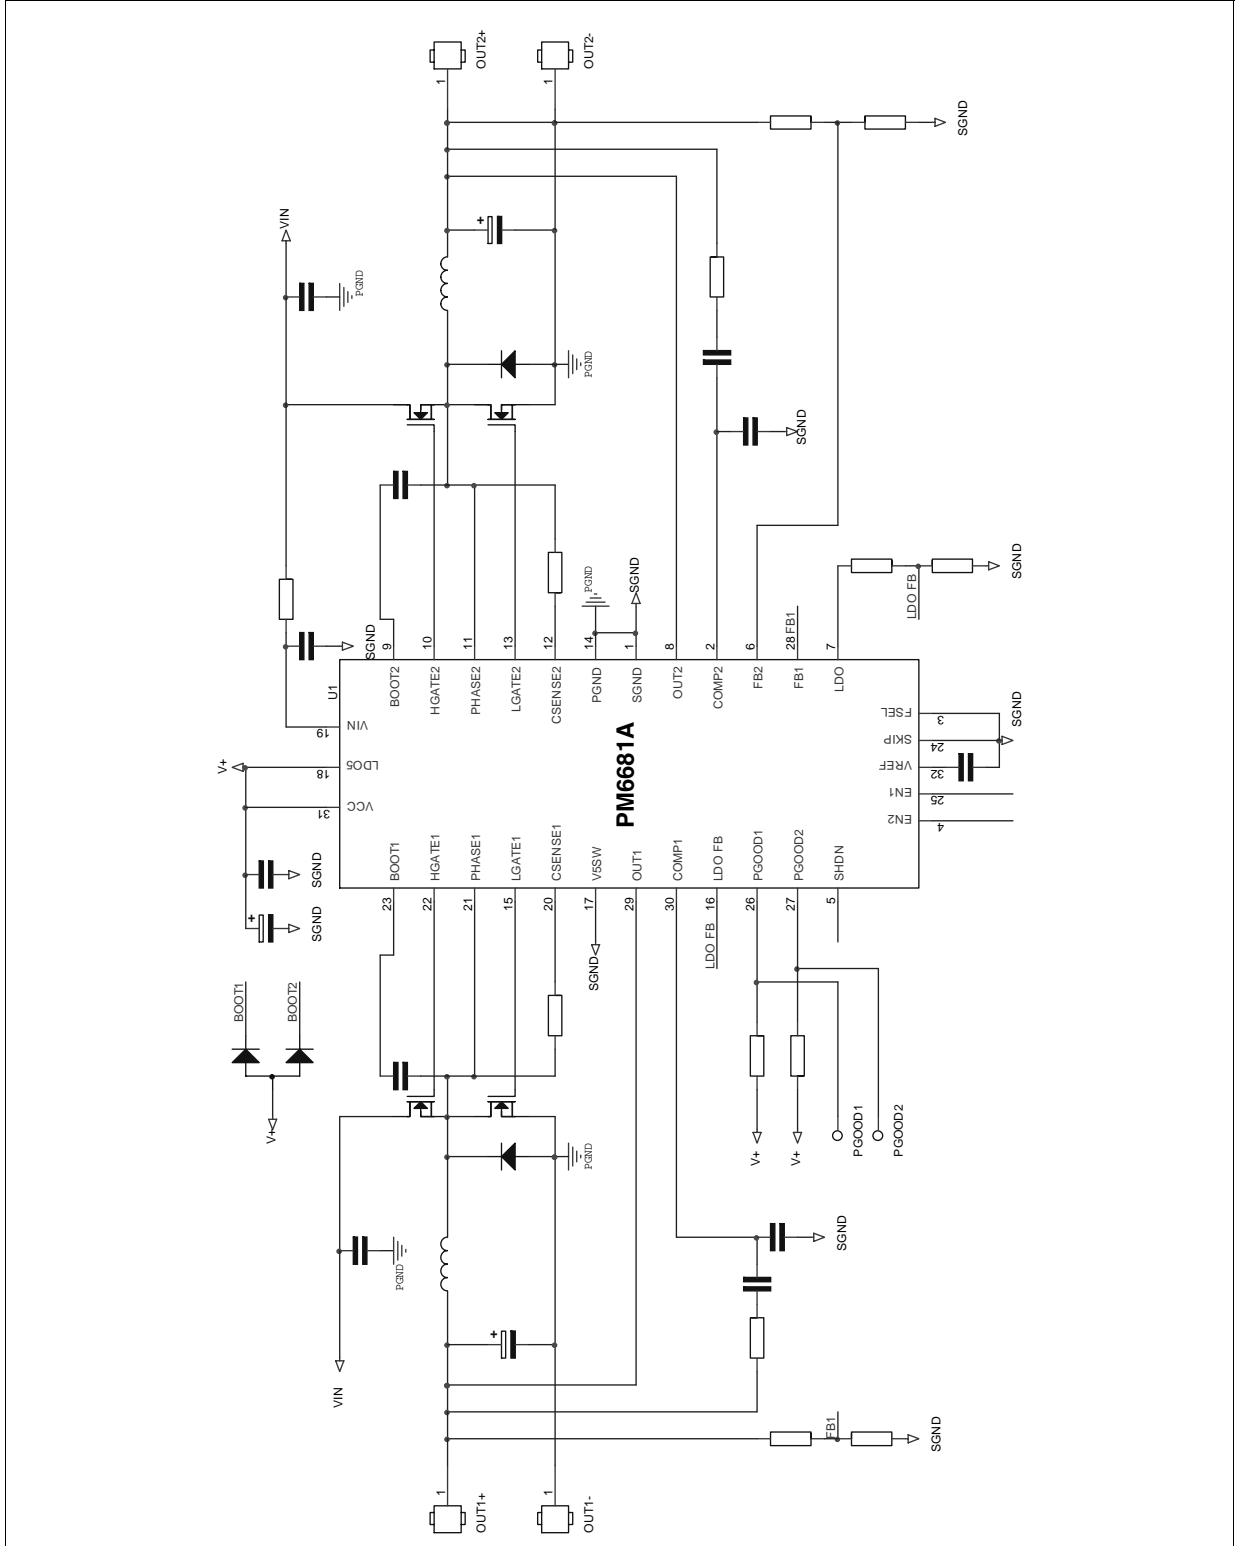 OUT2+
OUT2-
1
1
SGND
VIN
PGND
PGND
SGND
SGND
9
10
11
12
13
14
PGND
SGND
1
8
2
6
28 FB1
7
LDO FB
SGND
U1
BOOT2
HGATE2
PHASE2
LGATE2
CSENSE2
PGND
SGND
OUT2
COMP2
FB2
FB1
LDO
19
VIN
V+
18
LDO5
31
VCC
PM6681A
FSEL
3
SKIP
24
VREF
32
EN1
25
EN2
4
SGND
SGND
SGND
BOOT1
HGATE1
PHASE1
LGATE1
CSENSE1
V5SW
OUT1
COMP1
LDO FB
PGOOD1
PGOOD2
SHDN
23
22
21
15
20
17
29
30
16
26
27
5
SGND
LDO FB
BOOT1
BOOT2
V+
PGND
V+
V+
PGOOD1
PGOOD2
PGND
SGND
VIN
FB1
SGND
1
1
OUT1+
OUT1-